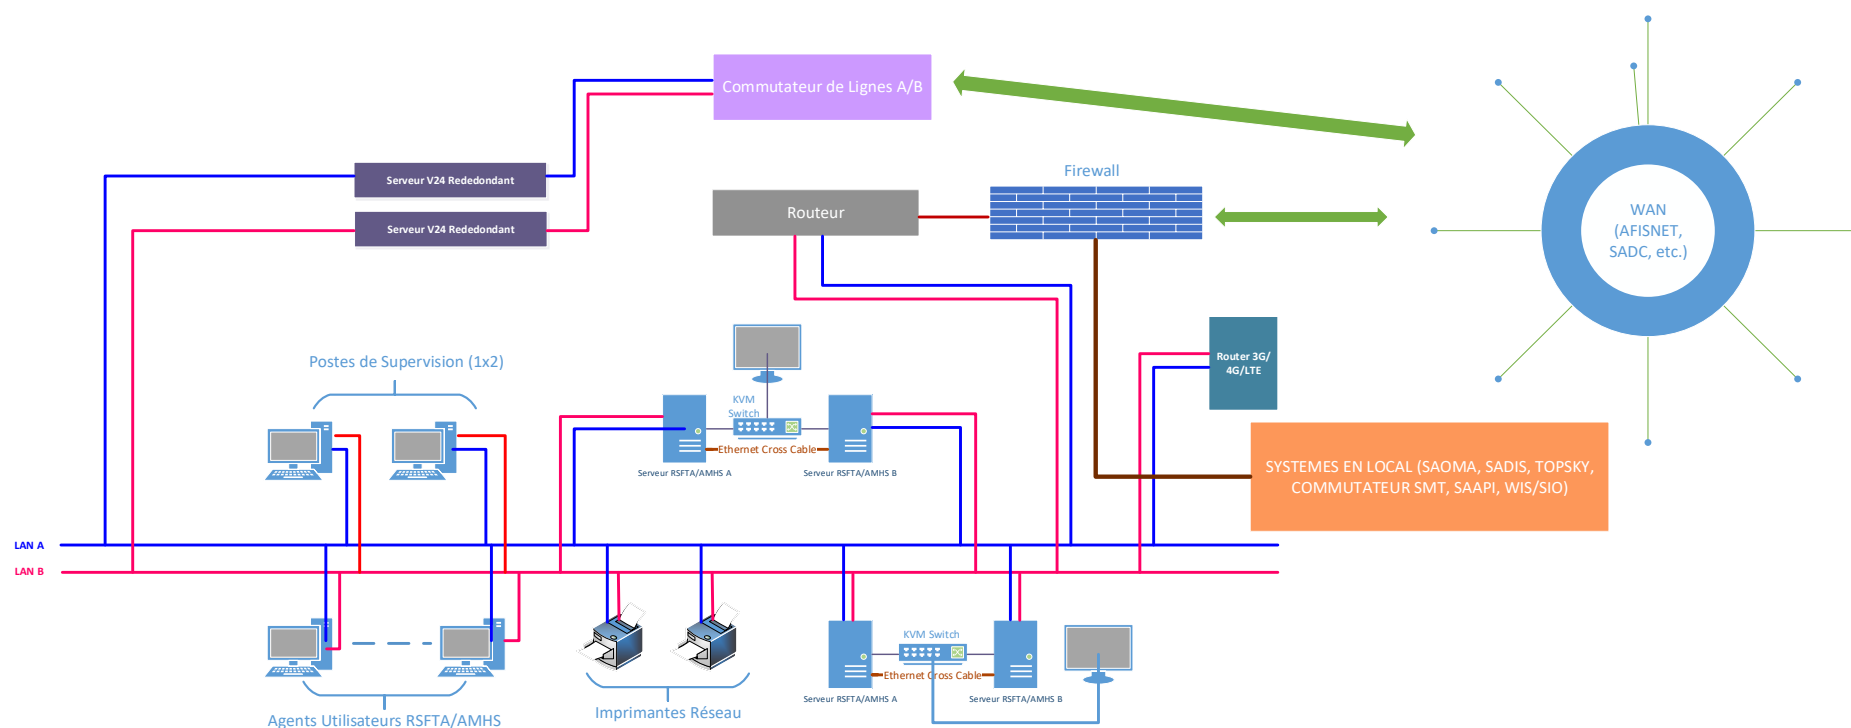 Commutateur de Lignes A/B
Serveur V24 Rededondant
Serveur V24 Rededondant
Firewall
Routeur
WAN
(AFISNET,
SADC, etc.)
Router 3G/
4G/LTE
Postes de Supervision (1x2)
KVM
Switch
Ethernet Cross Cable
Serveur RSFTA/AMHS A
Serveur RSFTA/AMHS B
SYSTEMES EN LOCAL (SAOMA, SADIS, TOPSKY,
COMMUTATEUR SMT, SAAPI, WIS/SIO)
LAN A
LAN B
KVM Switch
Ethernet Cross Cable
Serveur RSFTA/AMHS A
Serveur RSFTA/AMHS B
Agents Utilisateurs RSFTA/AMHS
Imprimantes Réseau